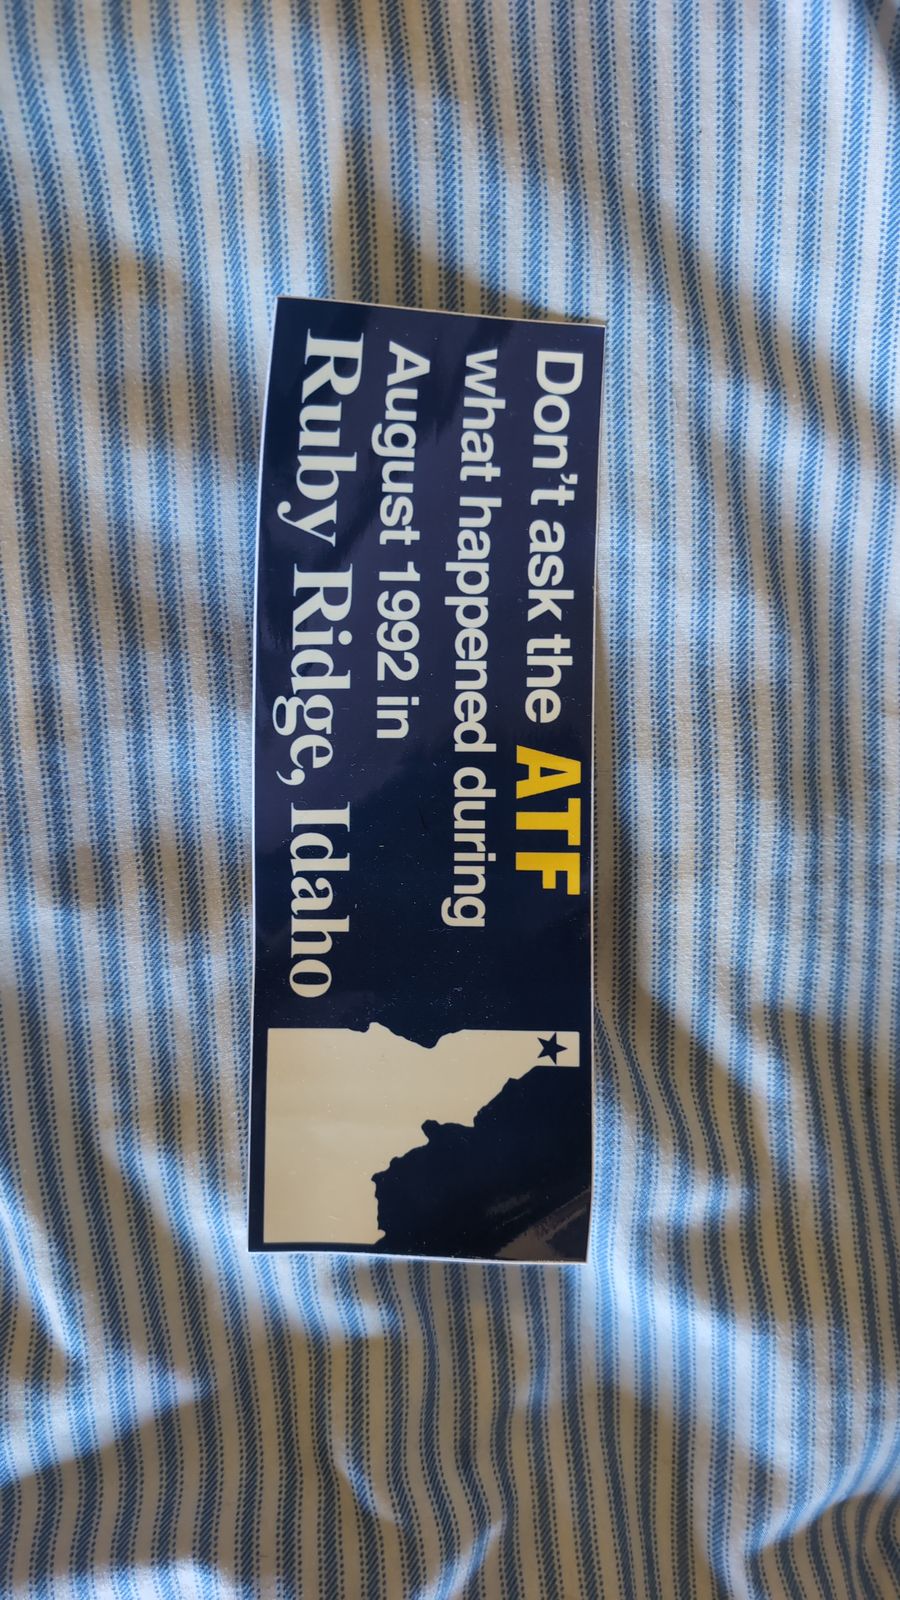 Don't ask the ATF
what happened during
August 1992 in
Ruby Ridge, Idaho